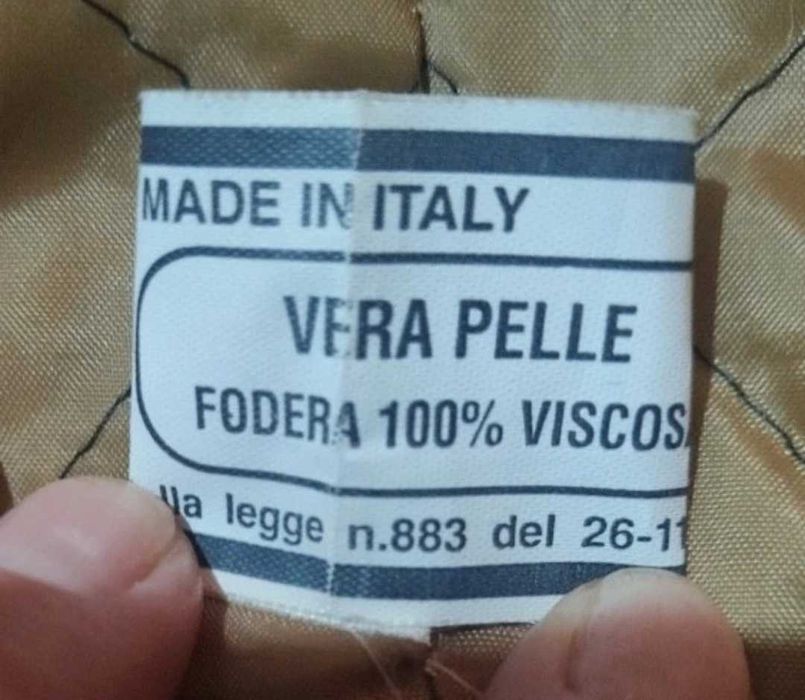 MADE IN ITALY
VERA PELLE
FODERA 100% VISCOS
lla legge n.883 del 26-11